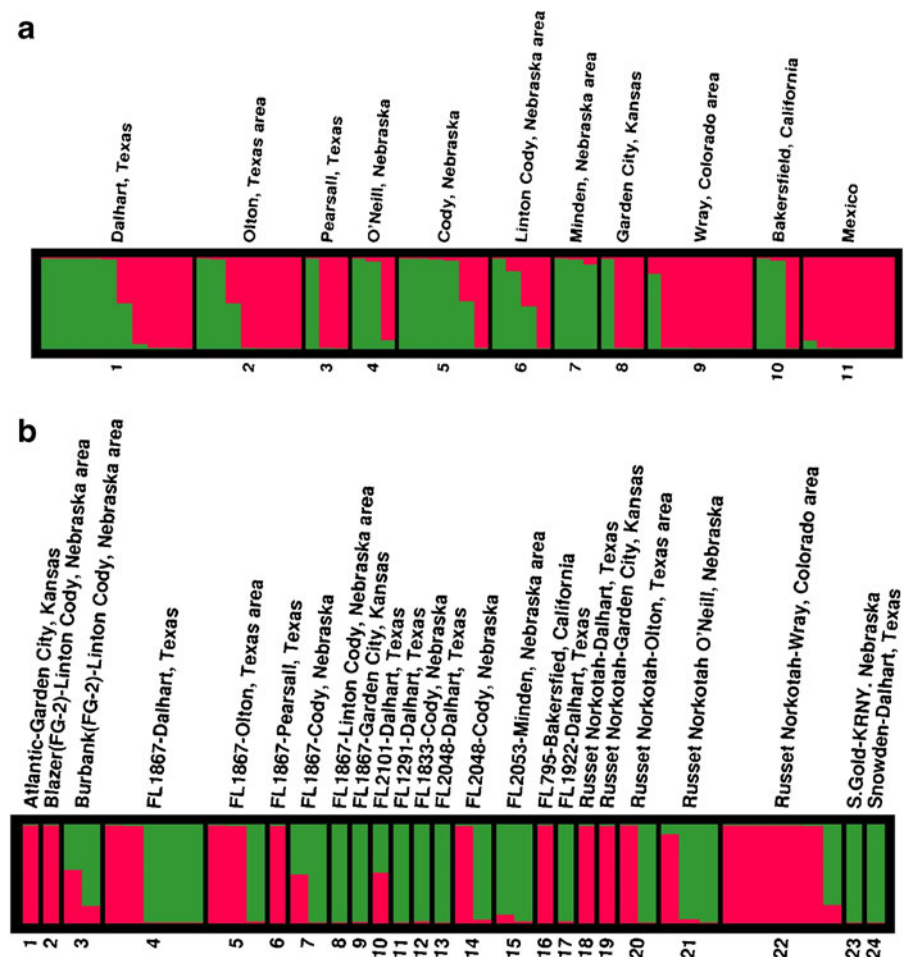 a
Dalhart, Texas
Olton, Texas area
Pearsall, Texas
O'Neill, Nebraska
Cody, Nebraska
Linton Cody, Nebraska area
Minden, Nebraska area
Garden City, Kansas
Wray, Colorado area
Bakersfield, California
Mexico
1
2
3
4
5
6
7
8
9
10
11
b
Atlantic-Garden City, Kansas
Blazer(FG-2)-Linton Cody, Nebraska area
Burbank(FG-2)-Linton Cody, Nebraska area
FL1867-Dalhart, Texas
FL1867-Olton, Texas area
FL1867-Pearsall, Texas
FL1867-Cody, Nebraska
FL1867-Linton Cody, Nebraska area
FL1867-Garden City, Kansas
FL2101-Dalhart, Texas
FL1291-Dalhart, Texas
FL1833-Cody, Nebraska
FL2048-Dalhart, Texas
FL2048-Cody, Nebraska
FL2053-Minden, Nebraska area
FL795-Bakersfied, California
FL1922-Dalhart, Texas
Russet Norkotah-Dalhart, Texas
Russet Norkotah-Garden City, Kansas
Russet Norkotah-Olton, Texas area
Russet Norkotah O'Neill, Nebraska
Russet Norkotah-Wray, Colorado area
S.Gold-KRNY. Nebraska
Snowden-Dalhart, Texas
1
2
3
4
5
6
7
8
9
10
11
12
13
14
15
16
17
18
19
20
21
22
23
24